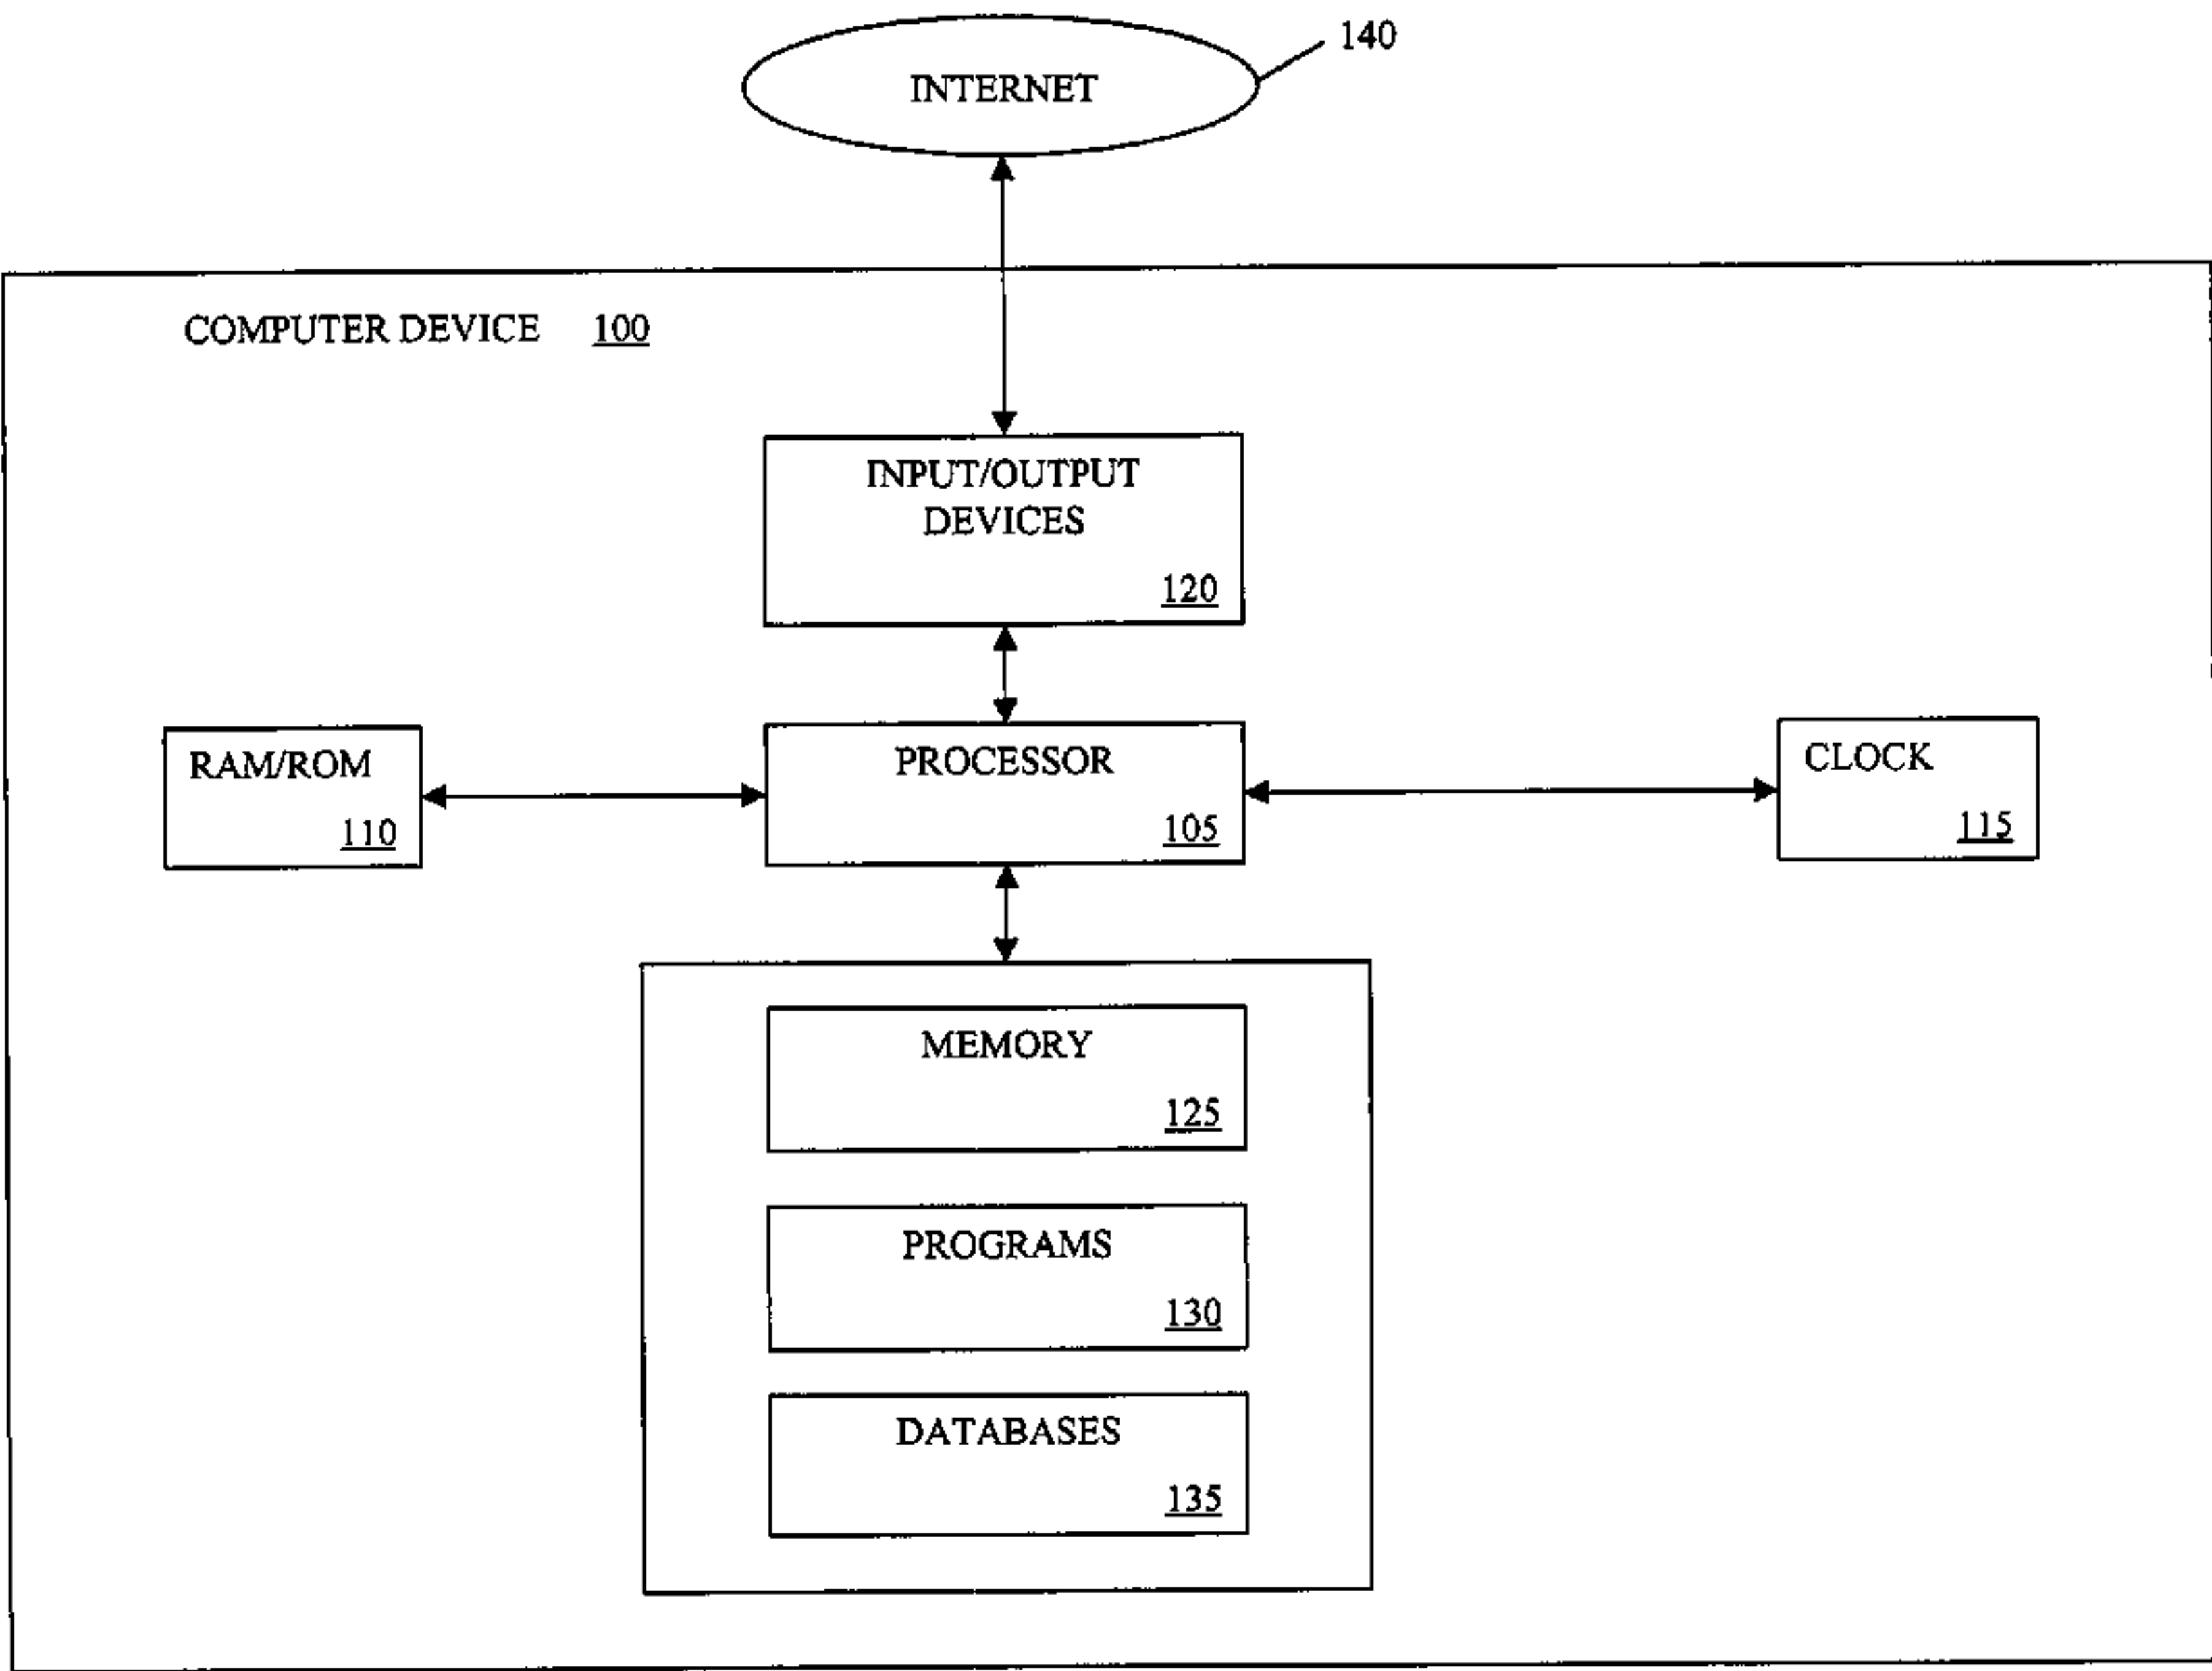 INTERNET
140
COMPUTER DEVICE 100
INPUT/OUTPUT
DEVICES
120
RAM/ROM
110
PROCESSOR
105
CLOCK
115
MEMORY
125
PROGRAMS
130
DATABASES
135